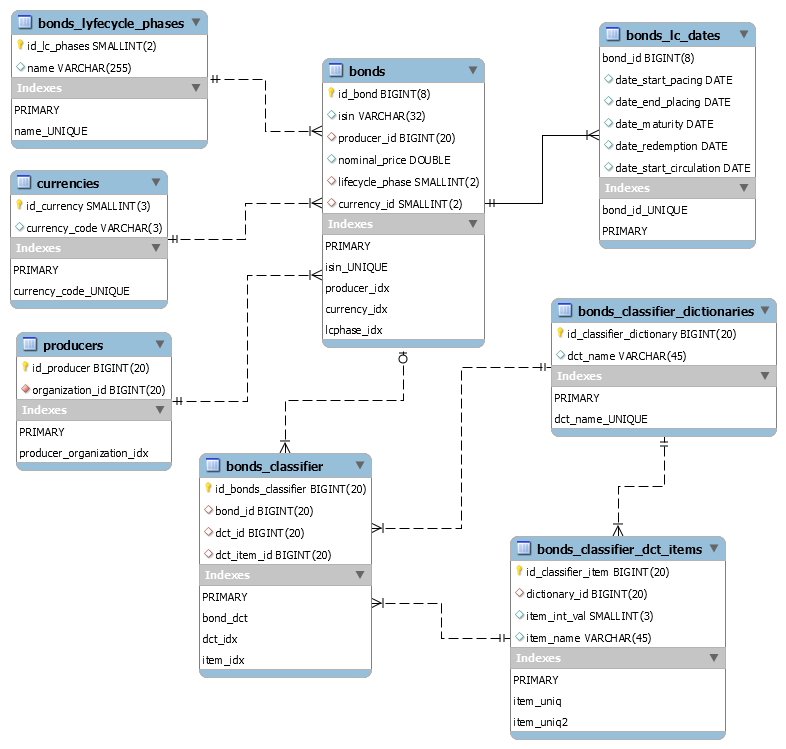 bonds_lyfecycle_phases
id_lc_phases SMALLINT(2)
name VARCHAR(255)
Indexes
PRIMARY
name_UNIQUE
currencies
id_currency SMALLINT(3)
currency_code VARCHAR(3)
Indexes
PRIMARY
currency_code_UNIQUE
producers
id_producer BIGINT(20)
organization_id BIGINT(20)
Indexes
PRIMARY
producer_organization_idx
bonds
id_bond BIGINT(8)
isin VARCHAR(32)
producer_id BIGINT(20)
nominal_price DOUBLE
lifecycle_phase SMALLINT(2)
currency_id SMALLINT(2)
Indexes
PRIMARY
isin_UNIQUE
producer_idx
currency_idx
lcphase_idx
bonds_lc_dates
bond_id BIGINT(8)
date_start_pacing DATE
date_end_placing DATE
date_maturity DATE
date_redemption DATE
date_start_circulation DATE
Indexes
bond_id_UNIQUE
PRIMARY
bonds_classifier_dictionaries
id_classifier_dictionary BIGINT(20)
dct_name VARCHAR(45)
Indexes
PRIMARY
dct_name_UNIQUE
bonds_classifier
id_bonds_classifier BIGINT(20)
bond_id BIGINT(20)
dct_id BIGINT(20)
dct_item_id BIGINT(20)
Indexes
PRIMARY
bond_dct
dct_idx
item_idx
bonds_classifier_dct_items
id_classifier_item BIGINT(20)
dictionary_id BIGINT(20)
item_int_val SMALLINT(3)
item_name VARCHAR(45)
Indexes
PRIMARY
item_uniq
item_uniq2